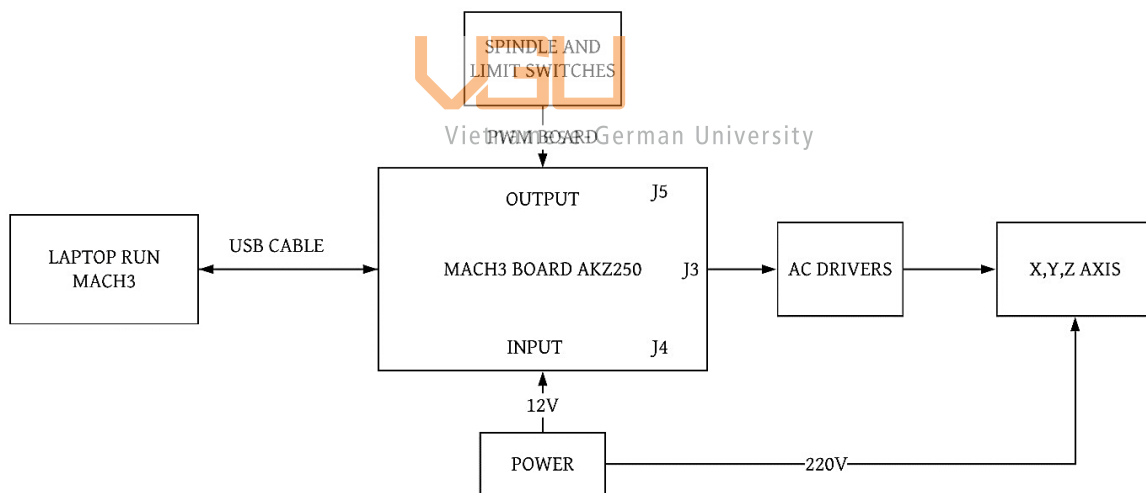 SPINDLE AND
LIMIT SWITCHES
VGU
Vietnamese-German University
PWM BOARD
OUTPUT
J5
LAPTOP RUN
MACH3
USB CABLE
MACH3 BOARD AKZ250
J3
AC DRIVERS
X,Y,Z AXIS
INPUT
J4
12V
POWER
220V